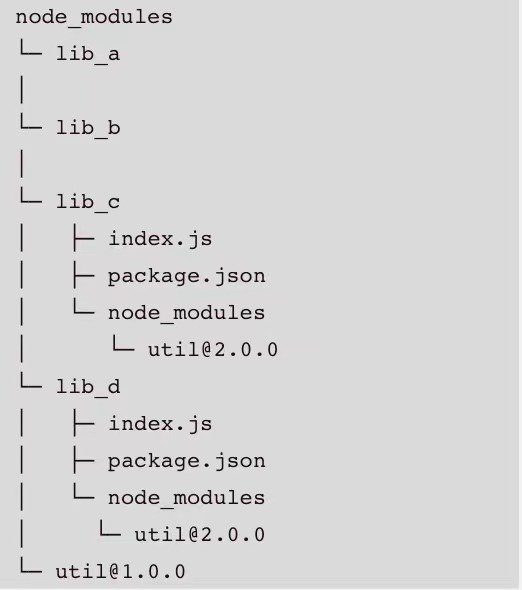 node_modules
└─ lib_a
│
└─ lib_b
│
└─ lib_c
│   ├─ index.js
│   ├─ package.json
│   └─ node_modules
│      └─ util@2.0.0
└─ lib_d
│   ├─ index.js
│   ├─ package.json
│   └─ node_modules
│     └─ util@2.0.0
└─ util@1.0.0